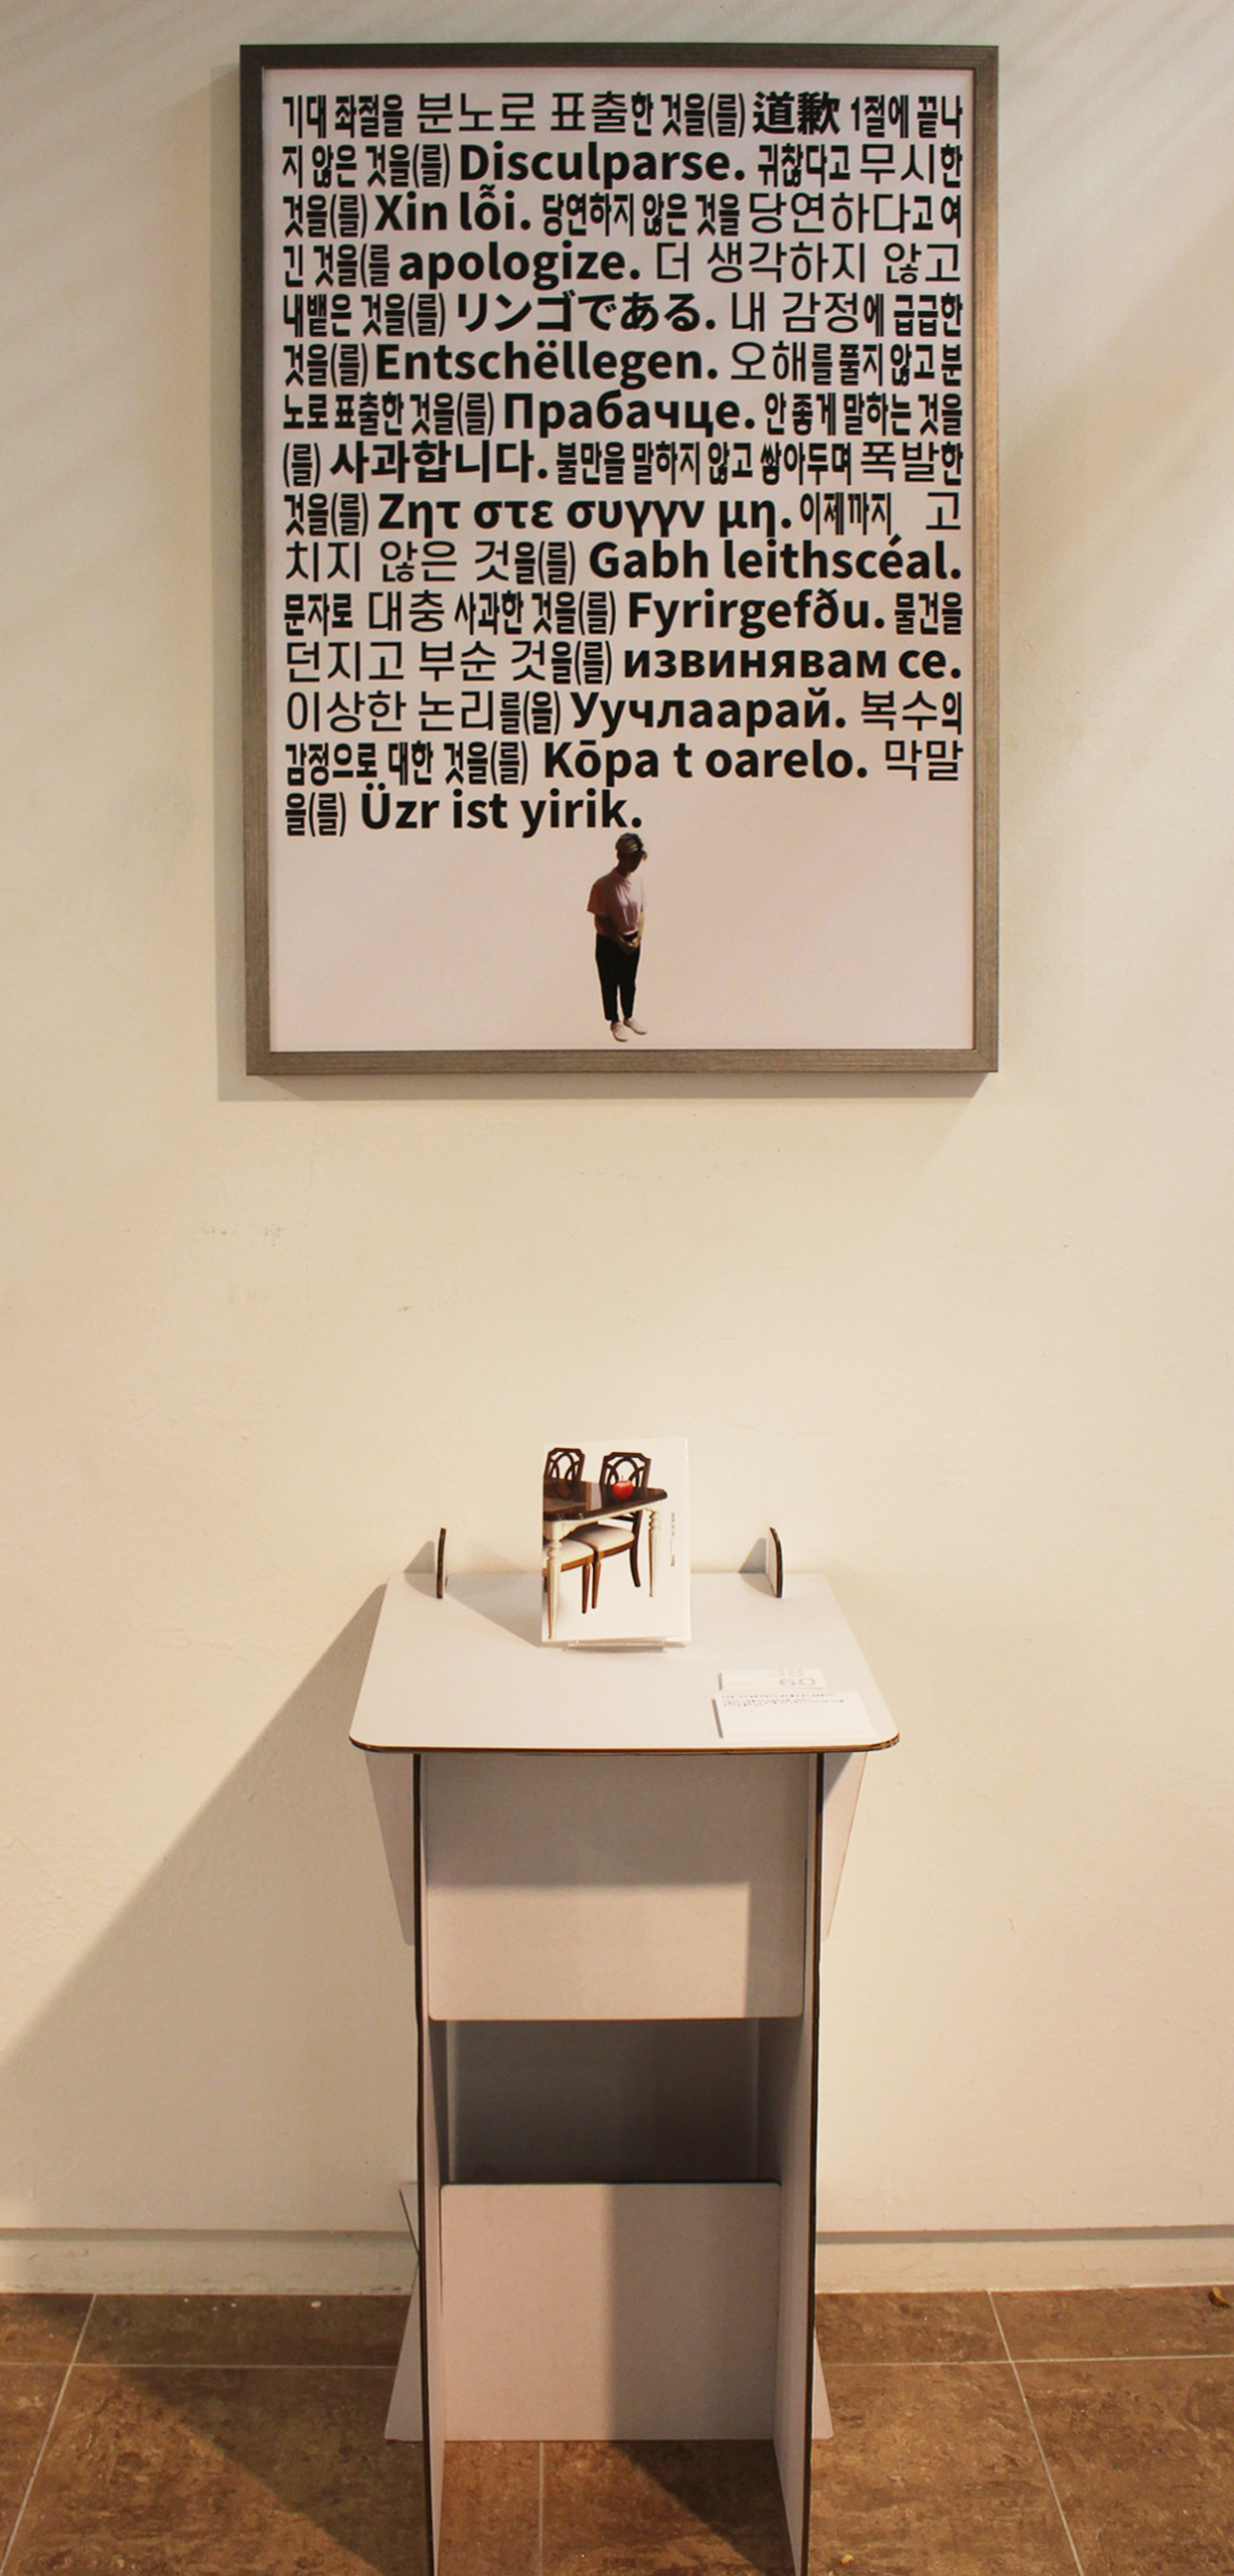 기대 좌절을 분노로 표출한 것을(를) 道歉 1절에 끝나
지 않은 것을(를) Disculparse. 귀찮다고 무시한
것을(를) Xin lỗi. 당연하지 않은 것을 당연하다고 여
긴 것을(를 apologize. 더 생각하지 않고
내뱉은 것을(를) リンゴである. 내 감정에 급급한
것을(를) Entschëllegen. 오해를 풀지 않고 분
노로 표출한 것을(를) Прабачце. 안 좋게 말하는 것을
(를) 사과합니다. 불만을 말하지 않고 쌓아두며 폭발한
것을(를) Ζητ στε συγγν μη. 이제까지 고
치지 않은 것을(를) Gabh leithscéal.
문자로 대충 사과한 것을(를) Fyrirgefðu. 물건을
던지고 부순 것을(를) извинявам се.
이상한 논리를(을) Уучлаарай. 복수의
감정으로 대한 것을(를) Kōpa t oarelo. 막말
을(를) Üzr ist yirik.
60